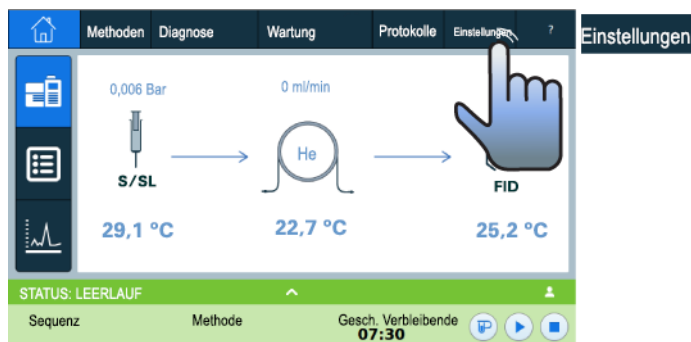 Methoden Diagnose Wartung Protokolle Einstellungen ?
Einstellungen
0,006 Bar 0 ml/min
He
S/SL FID
29,1 °C 22,7 °C 25,2 °C
STATUS: LEERLAUF
Sequenz Methode Gesch. Verbleibende
07:30